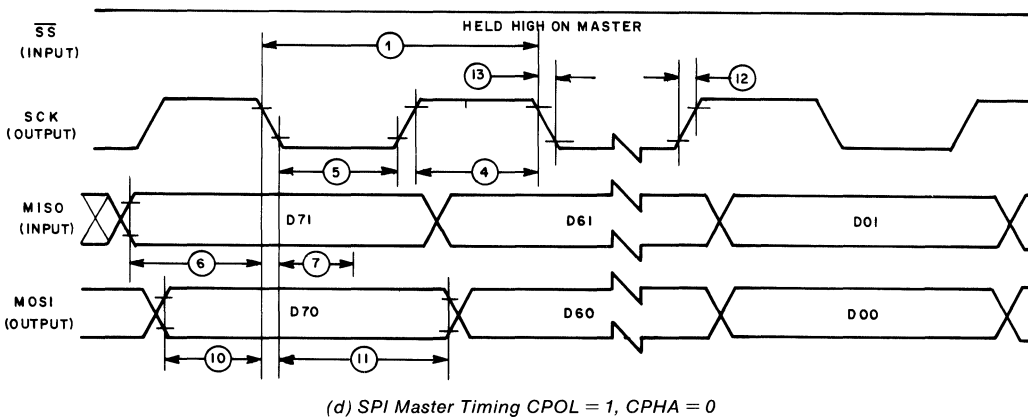 HELD HIGH ON MASTER
SS
(INPUT)
1
13
12
SCK
(OUTPUT)
5
4
MISO
(INPUT)
D71
D61
D01
6
7
MOSI
(OUTPUT)
D70
D60
D00
10
11
(d) SPI Master Timing CPOL = 1, CPHA = 0